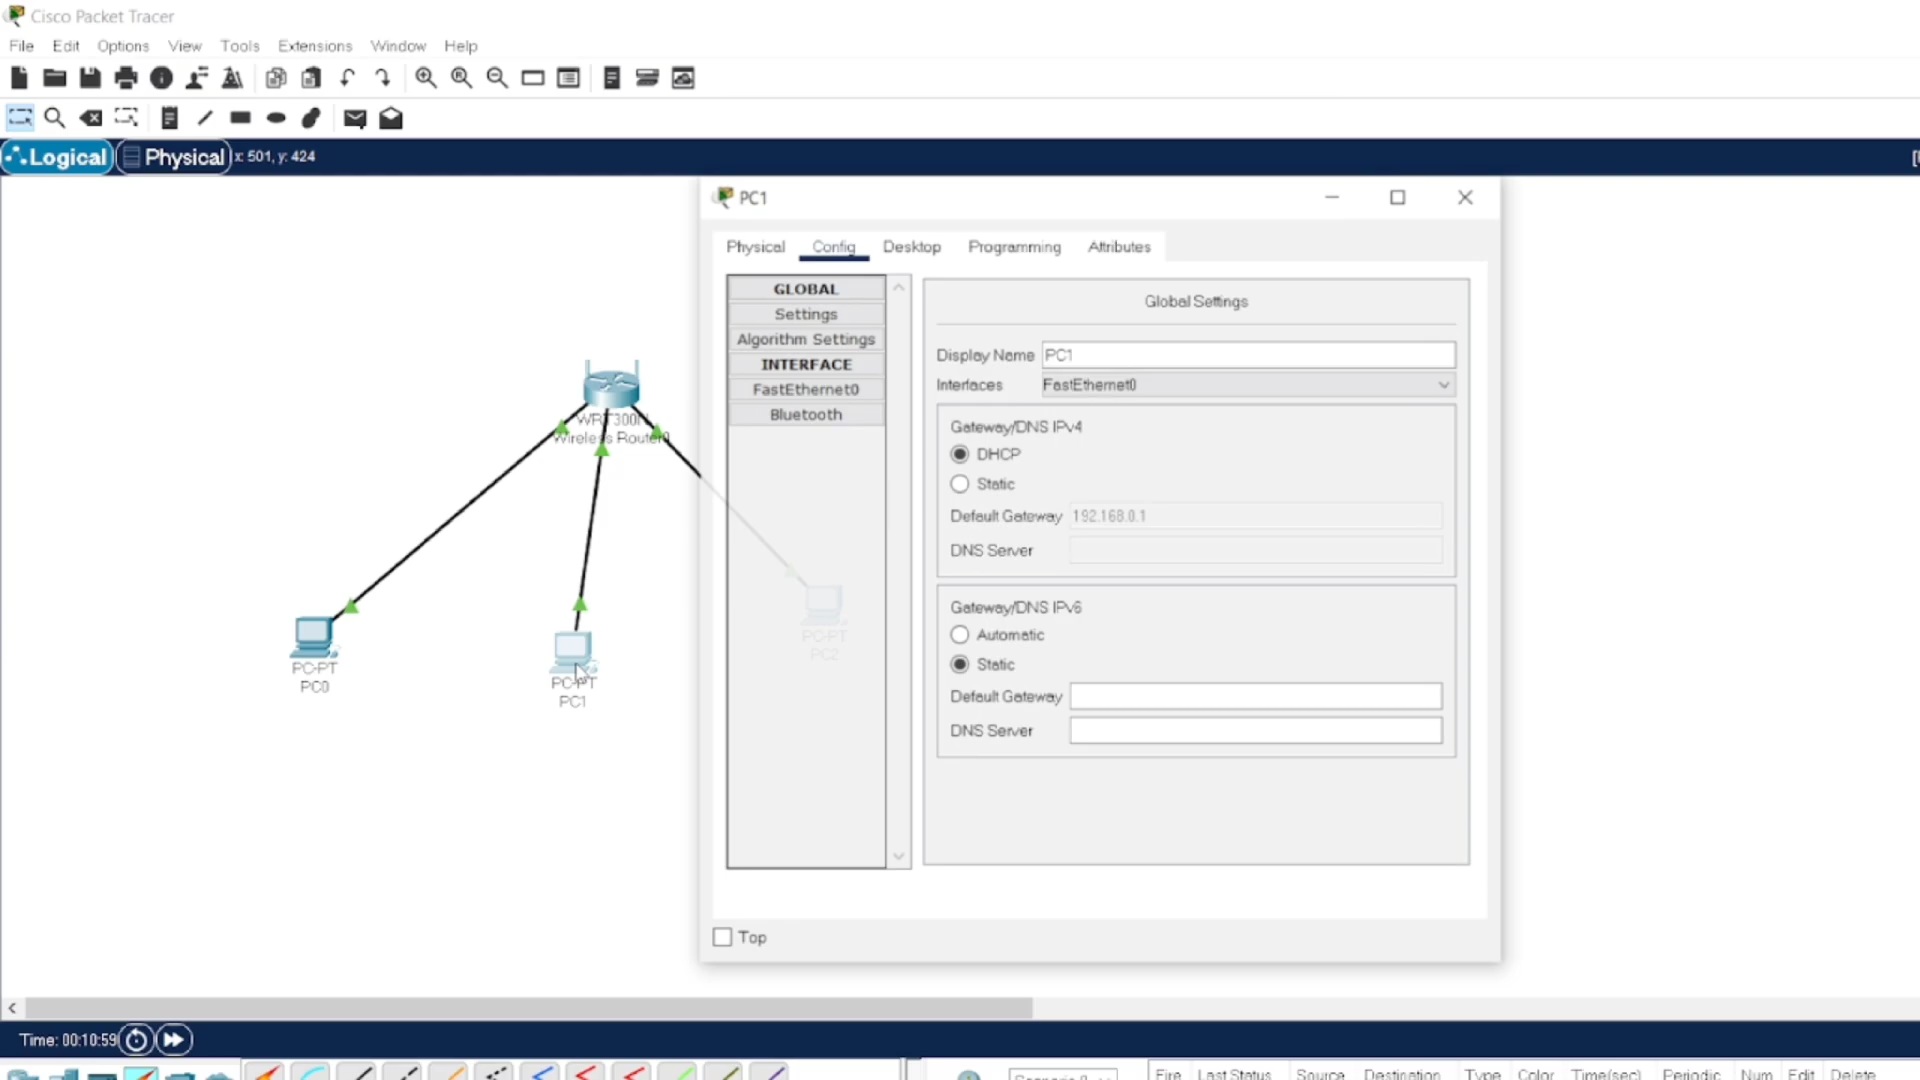 Cisco Packet Tracer
File Edit Options View Tools Extensions Window Help
Logical Physical x: 501, y: 424
PC1
Physical Config Desktop Programming Attributes
GLOBAL
Settings
Algorithm Settings
INTERFACE
FastEthernet0
Bluetooth
Global Settings
Display Name PC1
Interfaces FastEthernet0
Gateway/DNS IPv4
DHCP
Static
Default Gateway 192.168.0.1
DNS Server
Gateway/DNS IPv6
Automatic
Static
Default Gateway
DNS Server
Top
WRT300N
Wireless Router0
PC-PT
PC0
PC-PT
PC1
PC-PT
PC2
Time: 00:10:59
Fire Last Status Source Destination Type Color Time(sec) Periodic Num Edit Delete